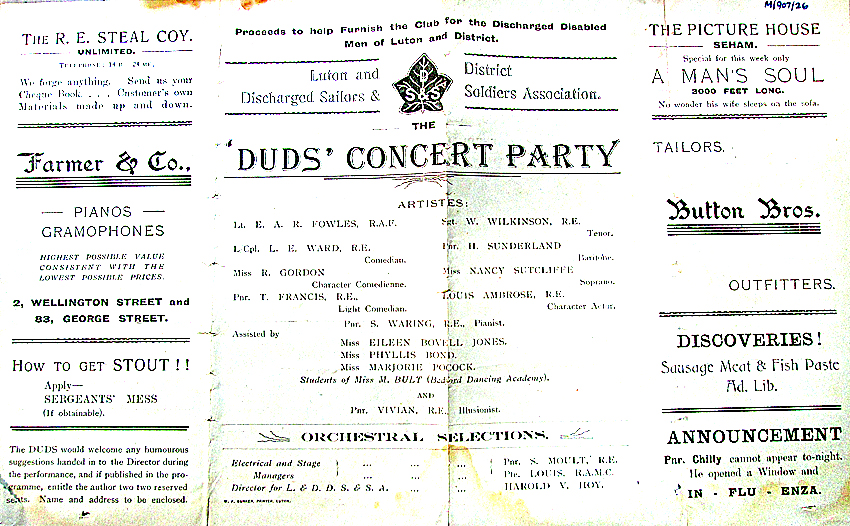 M/907/26
THE R. E. STEAL COY.
UNLIMITED.
We forge anything. Send us your
Cheque Book. . . . Customer's own
Materials made up and down.
Farmer & Co.,
— PIANOS —
GRAMOPHONES
HIGHEST POSSIBLE VALUE
CONSISTENT WITH THE
LOWEST POSSIBLE PRICES.
2, WELLINGTON STREET and
83, GEORGE STREET.
HOW TO GET STOUT ! !
Apply—
SERGEANTS' MESS
(If obtainable).
The DUDS would welcome any humourous
suggestions handed in to the Director during
the performance, and if published in the pro-
gramme, entitle the author two two reserved
seats. Name and address to be enclosed.
Proceeds to help Furnish the Club for the Discharged Disabled
Men of Luton and District.
Luton and District
Discharged Sailors & Soldiers Association.
THE
'DUDS' CONCERT PARTY
ARTISTES:
Lt. E. A. R. FOWLES, R.A.F.
L-Cpl. L. E. WARD, R.E.
Comedian.
Miss R. GORDON
Character Comedienne.
Pnr. T. FRANCIS, R.E.,
Light Comedian.
Sgt. W. WILKINSON, R.E.
Tenor.
Pnr. H. SUNDERLAND
Baritone.
Miss NANCY SUTCLIFFE
Soprano.
LOUIS AMBROSE, R.E.
Character Actor.
Pnr. S. WARING, R.E., Pianist.
Assisted by
Miss EILEEN BOVELL JONES.
Miss PHYLLIS BOND.
Miss MARJORIE POCOCK.
Students of Miss M. BULT (Bedford Dancing Academy).
AND
Pnr. VIVIAN, R.E., Illusionist.
ORCHESTRAL SELECTIONS.
Electrical and Stage ) ... ... ... ( Pnr. S. MOULT, R.E.
Managers ) ... ... ... ( Pte. LOUIS, R.A.M.C.
Director for L. & D. D. S. & S. A. ... ... HAROLD V. HOY.
THE PICTURE HOUSE
SEHAM.
Special for this week only
A MAN'S SOUL
3000 FEET LONG.
No wonder his wife sleeps on the sofa.
TAILORS.
Button Bros.
OUTFITTERS.
DISCOVERIES!
Sausage Meat & Fish Paste
Ad. Lib.
ANNOUNCEMENT
Pnr. Chilly cannot appear to-night.
He opened a Window and
IN - FLU - ENZA.